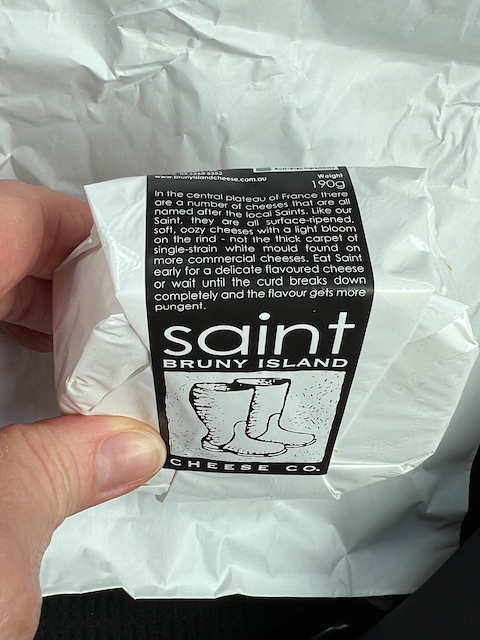 www.brunyislandcheese.com.au
Weight
190g
In the central plateau of France there
are a number of cheeses that are all
named after the local Saints. Like our
Saint, they are all surface-ripened,
soft, oozy cheeses with a light bloom
on the rind - not the thick carpet of
single-strain white mould found on
more commercial cheeses. Eat Saint
early for a delicate flavoured cheese
or wait until the curd breaks down
completely and the flavour gets more
pungent.
saint
BRUNY ISLAND
CHEESE CO.